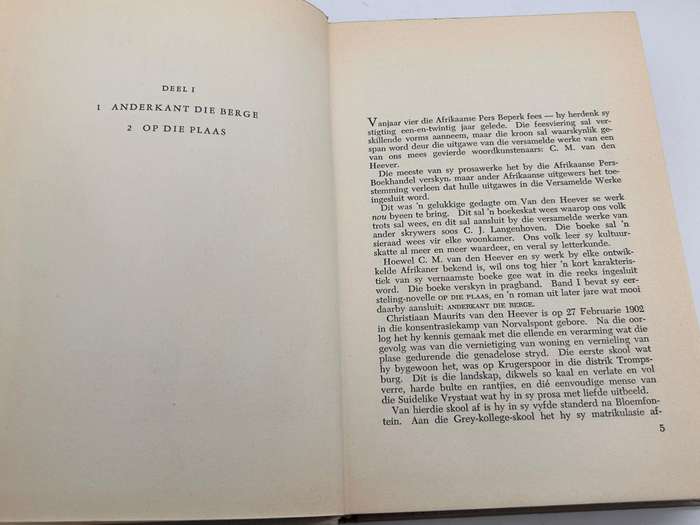 DEEL I
1 ANDERKANT DIE BERGE
2 OP DIE PLAAS
Vanjaar vier die Afrikaanse Pers Beperk fees — hy herdenk sy
stigting een-en-twintig jaar gelede. Die feesviering sal ver-
skillende vorms aanneem, maar die kroon sal waarskynlik ge-
span word deur die uitgawe van die versamelde werke van een
van ons mees gevierde woordkunstenaars: C. M. van den
Heever.
Die meeste van sy prosawerke het by die Afrikaanse Pers-
Boekhandel verskyn, maar ander Afrikaanse uitgewers het toe-
stemming verleen dat hulle uitgawes in die Versamelde Werke
ingesluit word.
Dit was 'n gelukkige gedagte om Van den Heever se werk
nou byeen te bring. Dit sal 'n boekeskat wees waarop ons volk
trots sal wees, en dit sal aansluit by die versamelde werke van
ander skrywers soos C. J. Langenhoven. Die boeke sal 'n
sieraad wees vir elke woonkamer. Ons volk leer sy kultuur-
skatte al meer en meer waardeer, en veral sy letterkunde.
Hoewel C. M. van den Heever en sy werk by elke ontwik-
kelde Afrikaner bekend is, wil ons tog hier 'n kort karakteris-
tiek van sy vernaamste boeke gee wat in die reeks ingesluit
word. Die boeke verskyn in pragband. Band I bevat sy eer-
steling-novelle OP DIE PLAAS, en 'n roman uit later jare wat mooi
daarby aansluit: ANDERKANT DIE BERGE.
Christiaan Maurits van den Heever is op 27 Februarie 1902
in die konsentrasiekamp van Norvalspont gebore. Na die oor-
log het hy kennis gemaak met die ellende en verarming wat die
gevolg was van die vernietiging van woning en vernieling van
plase gedurende die genadelose stryd. Die eerste skool wat
hy bygewoon het, was op Krugerspoor in die distrik Tromps-
burg. Dit is die landskap, dikwels so kaal en verlate en vol
verre, harde bulte en rantjies, en dié eenvoudige mense van
die Suidelike Vrystaat wat hy in sy prosa met liefde uitbeeld.
Van hierdie skool af is hy in sy vyfde standerd na Bloemfon-
tein. Aan die Grey-kollege-skool het hy sy matrikulasie af-
5